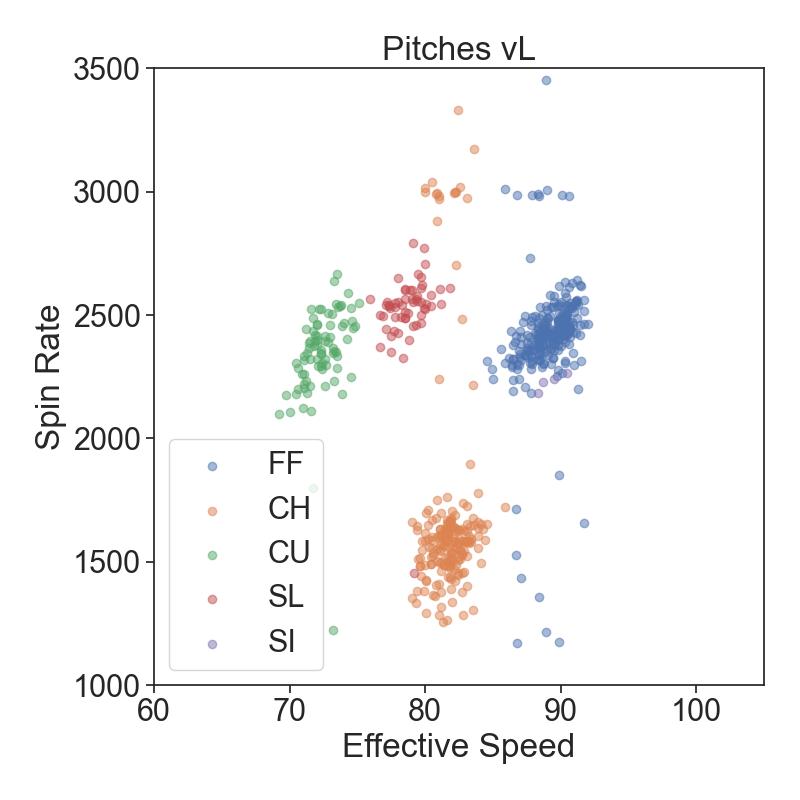 Pitches vL
3500
3000
2500
2000
1500
1000
Spin Rate
FF
CH
CU
SL
SI
60 70 80 90 100
Effective Speed